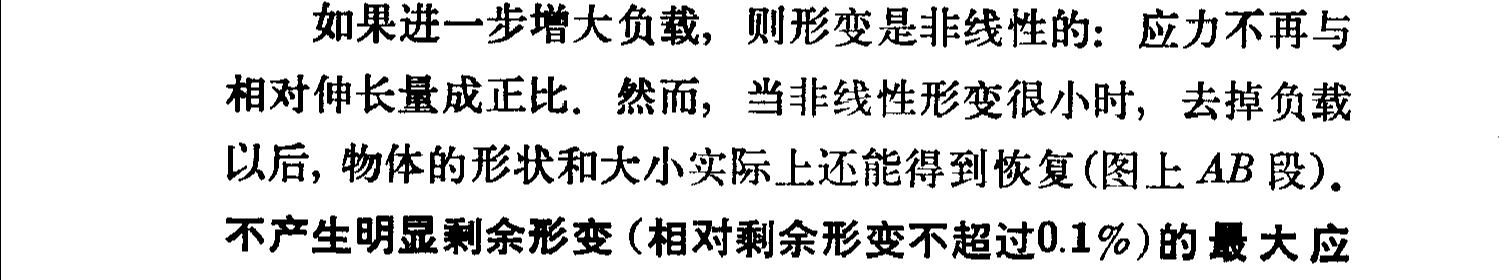 如果进一步增大负载，则形变是非线性的：应力不再与
相对伸长量成正比．然而，当非线性形变很小时，去掉负载
以后，物体的形状和大小实际上还能得到恢复(图上 AB 段)．
不产生明显剩余形变（相对剩余形变不超过0.1%）的最大应